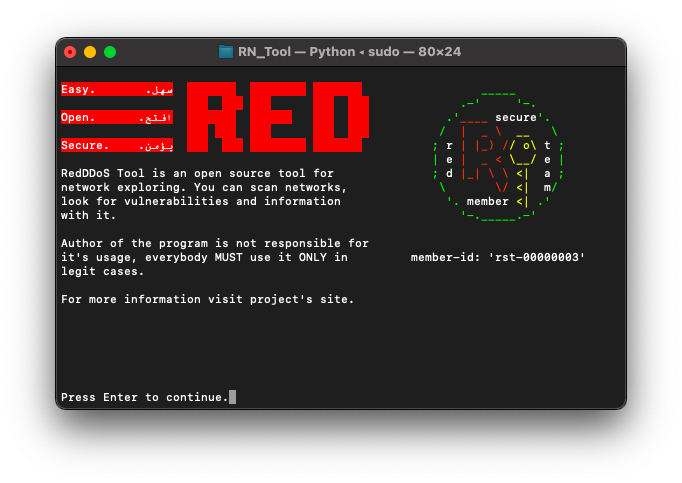 RN_Tool — Python ◂ sudo — 80×24
Easy. سهل.
Open. افتح.
Secure. يؤمن.
RED
RedDDoS Tool is an open source tool for
network exploring. You can scan networks,
look for vulnerabilities and information
with it.
Author of the program is not responsible for
it's usage, everybody MUST use it ONLY in
legit cases.
For more information visit project's site.
secure
red
team
member
member-id: 'rst-00000003'
Press Enter to continue.